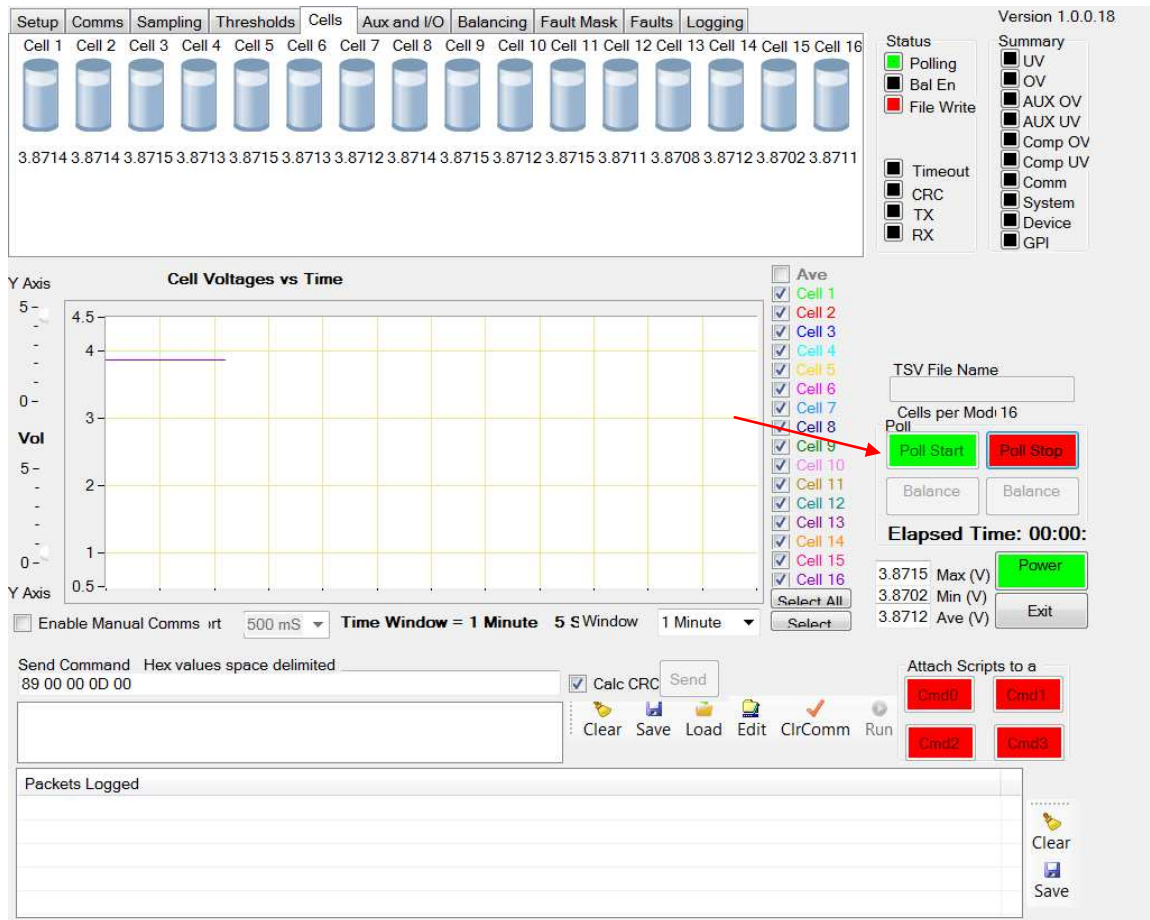 Setup Comms Sampling Thresholds Cells Aux and I/O Balancing Fault Mask Faults Logging
Version 1.0.0.18
Cell 1 Cell 2 Cell 3 Cell 4 Cell 5 Cell 6 Cell 7 Cell 8 Cell 9 Cell 10 Cell 11 Cell 12 Cell 13 Cell 14 Cell 15 Cell 16
3.8714 3.8714 3.8715 3.8713 3.8715 3.8713 3.8712 3.8714 3.8715 3.8712 3.8715 3.8711 3.8708 3.8712 3.8702 3.8711
Status
Polling
Bal En
File Write
Timeout
CRC
TX
RX
Summary
UV
OV
AUX OV
AUX UV
Comp OV
Comp UV
Comm
System
Device
GPI
Y Axis
5
0
Vol
5
0
Y Axis
Cell Voltages vs Time
4.5
4
3
2
1
0.5
Ave
Cell 1
Cell 2
Cell 3
Cell 4
Cell 5
Cell 6
Cell 7
Cell 8
Cell 9
Cell 10
Cell 11
Cell 12
Cell 13
Cell 14
Cell 15
Cell 16
Select All
Select
TSV File Name
Cells per Mod 16
Poll
Poll Start Poll Stop
Balance Balance
Elapsed Time: 00:00:
3.8715 Max (V)
3.8702 Min (V)
3.8712 Ave (V)
Power
Exit
Enable Manual Comms 500 mS Time Window = 1 Minute 5 S Window 1 Minute
Send Command Hex values space delimited
89 00 00 0D 00
Calc CRC Send
Clear Save Load Edit ClrComm Run
Attach Scripts to a
Cmd0 Cmd1
Cmd2 Cmd3
Packets Logged
Clear
Save